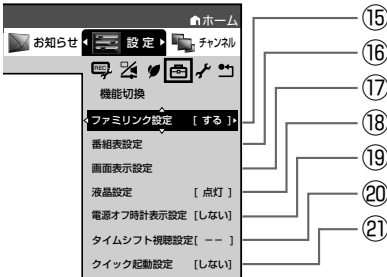 ホーム
お知らせ 設定 チャンネル
REC
機能切換
ファミリンク設定 [ する ]
⑮
番組表設定
⑯
画面表示設定
⑰
液晶設定 [ 点灯 ]
⑱
電源オフ時計表示設定 [しない]
⑲
タイムシフト視聴設定[ −− ]
⑳
クイック起動設定 [しない]
㉑